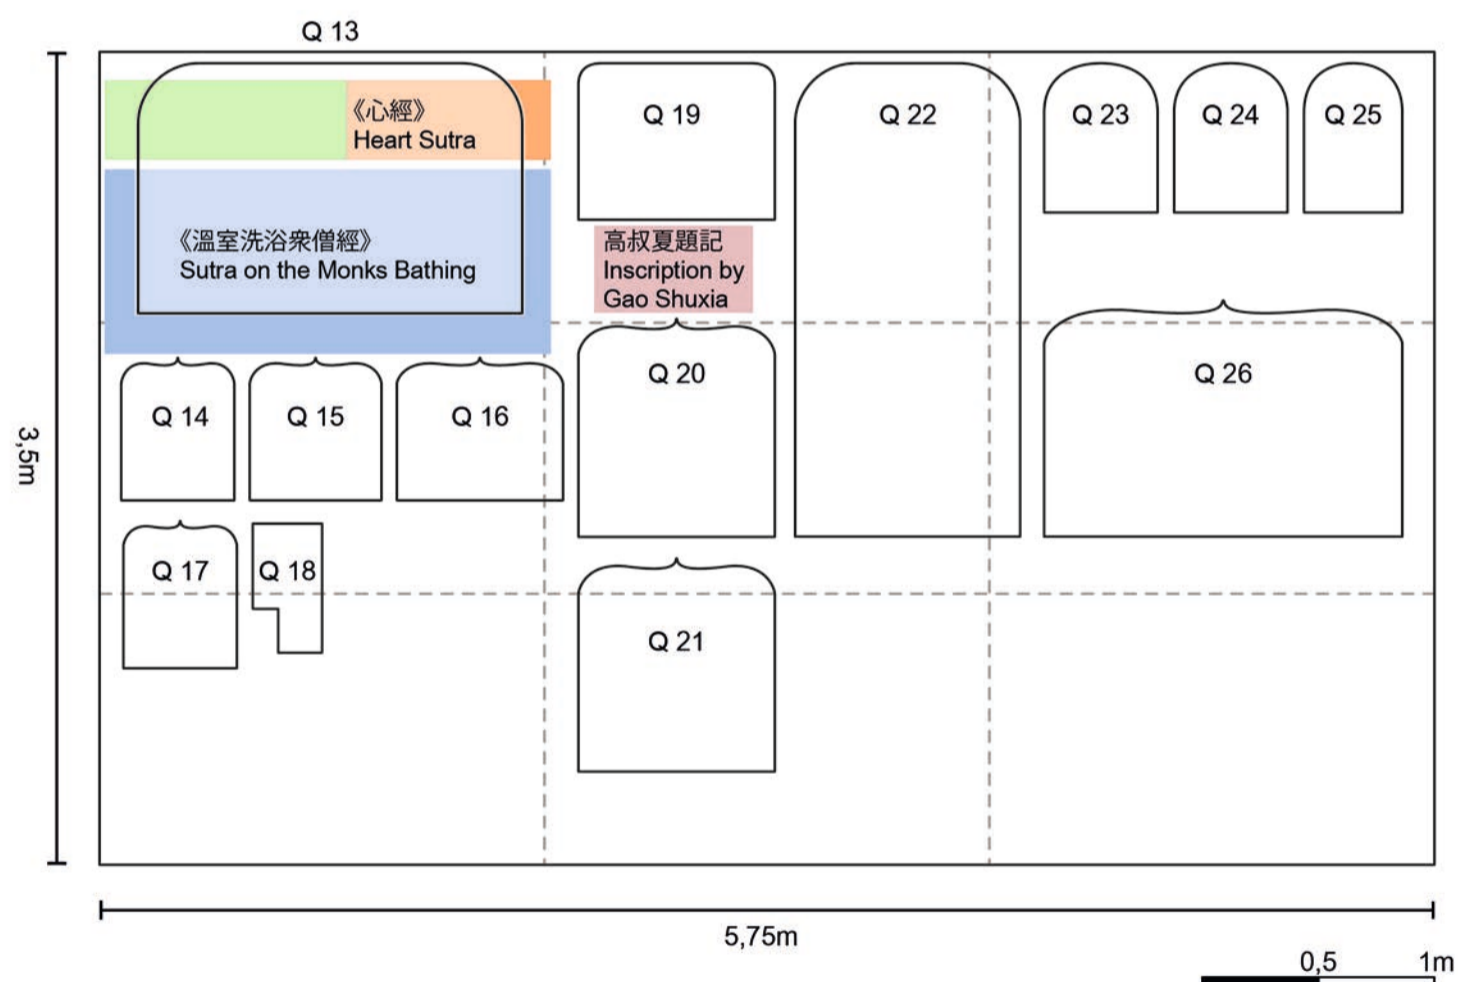 Q 13
《心經》
Heart Sutra
《溫室洗浴衆僧經》
Sutra on the Monks Bathing
Q 14
Q 15
Q 16
Q 17
Q 18
Q 19
高叔夏題記
Inscription by
Gao Shuxia
Q 20
Q 21
Q 22
Q 23
Q 24
Q 25
Q 26
3,5m
5,75m
0,5
1m